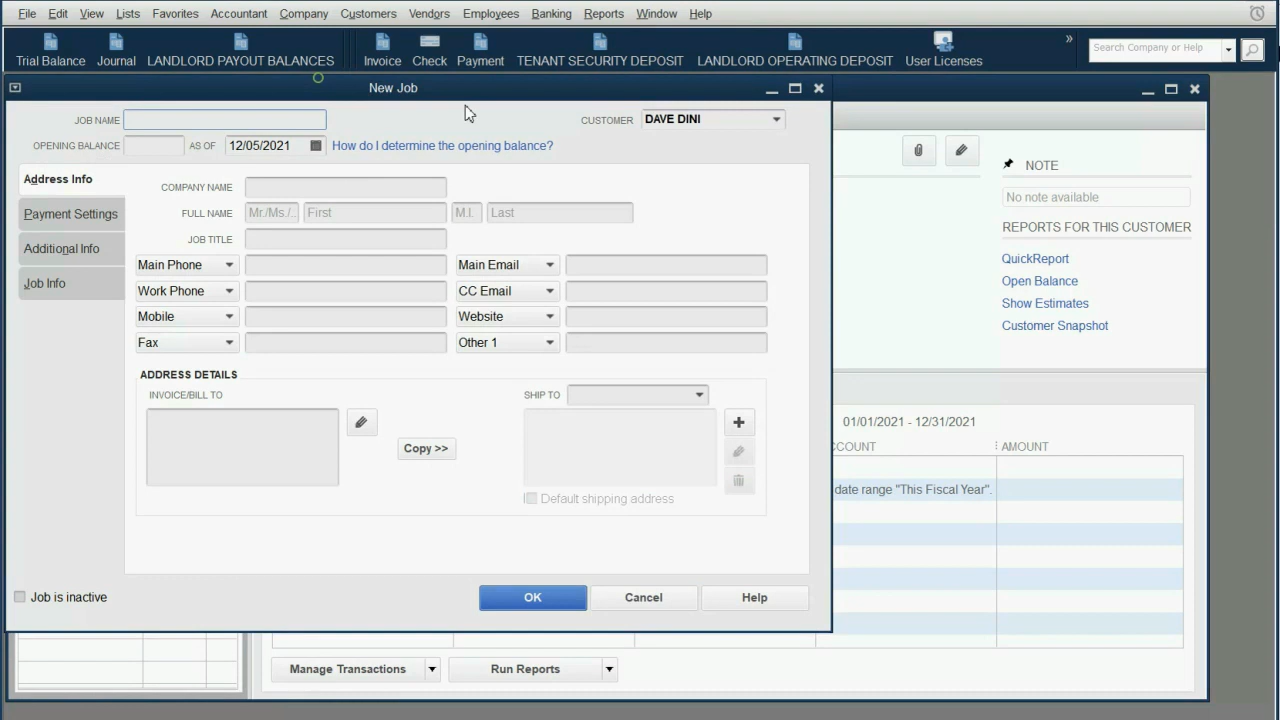 File Edit View Lists Favorites Accountant Company Customers Vendors Employees Banking Reports Window Help
Trial Balance Journal LANDLORD PAYOUT BALANCES Invoice Check Payment TENANT SECURITY DEPOSIT LANDLORD OPERATING DEPOSIT User Licenses » Search Company or Help
New Job
JOB NAME CUSTOMER DAVE DINI
OPENING BALANCE AS OF 12/05/2021 How do I determine the opening balance?
Address Info
Payment Settings
Additional Info
Job Info
COMPANY NAME
FULL NAME Mr./Ms./.. First M.I. Last
JOB TITLE
Main Phone Main Email
Work Phone CC Email
Mobile Website
Fax Other 1
ADDRESS DETAILS
INVOICE/BILL TO SHIP TO
Copy >>
Default shipping address
Job is inactive OK Cancel Help
NOTE
No note available
REPORTS FOR THIS CUSTOMER
QuickReport
Open Balance
Show Estimates
Customer Snapshot
01/01/2021 - 12/31/2021
CCOUNT AMOUNT
date range "This Fiscal Year".
Manage Transactions Run Reports